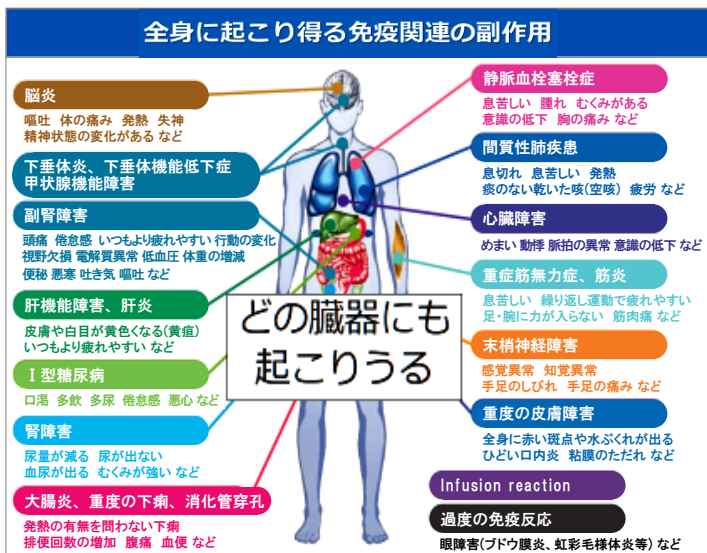 全身に起こり得る免疫関連の副作用
脳炎
嘔吐 体の痛み 発熱 失神
精神状態の変化がある など
下垂体炎、下垂体機能低下症
甲状腺機能障害
副腎障害
頭痛 倦怠感 いつもより疲れやすい 行動の変化
視野欠損 電解質異常 低血圧 体重の増減
便秘 悪寒 吐き気 嘔吐 など
肝機能障害、肝炎
皮膚や白目が黄色くなる(黄疸)
いつもより疲れやすい など
Ⅰ型糖尿病
口渇 多飲 多尿 倦怠感 悪心 など
腎障害
尿量が減る 尿が出ない
血尿が出る むくみが強い など
大腸炎、重度の下痢、消化管穿孔
発熱の有無を問わない下痢
排便回数の増加 腹痛 血便 など
どの臓器にも
起こりうる
静脈血栓塞栓症
息苦しい 腫れ むくみがある
意識の低下 胸の痛み など
間質性肺疾患
息切れ 息苦しい 発熱
痰のない乾いた咳(空咳) 疲労 など
心臓障害
めまい 動悸 脈拍の異常 意識の低下 など
重症筋無力症、筋炎
息苦しい 繰り返し運動で疲れやすい
足・腕に力が入らない 筋肉痛 など
末梢神経障害
感覚異常 知覚異常
手足のしびれ 手足の痛み など
重度の皮膚障害
全身に赤い斑点や水ぶくれが出る
ひどい口内炎 粘膜のただれ など
Infusion reaction
過度の免疫反応
眼障害(ブドウ膜炎、虹彩毛様体炎等) など